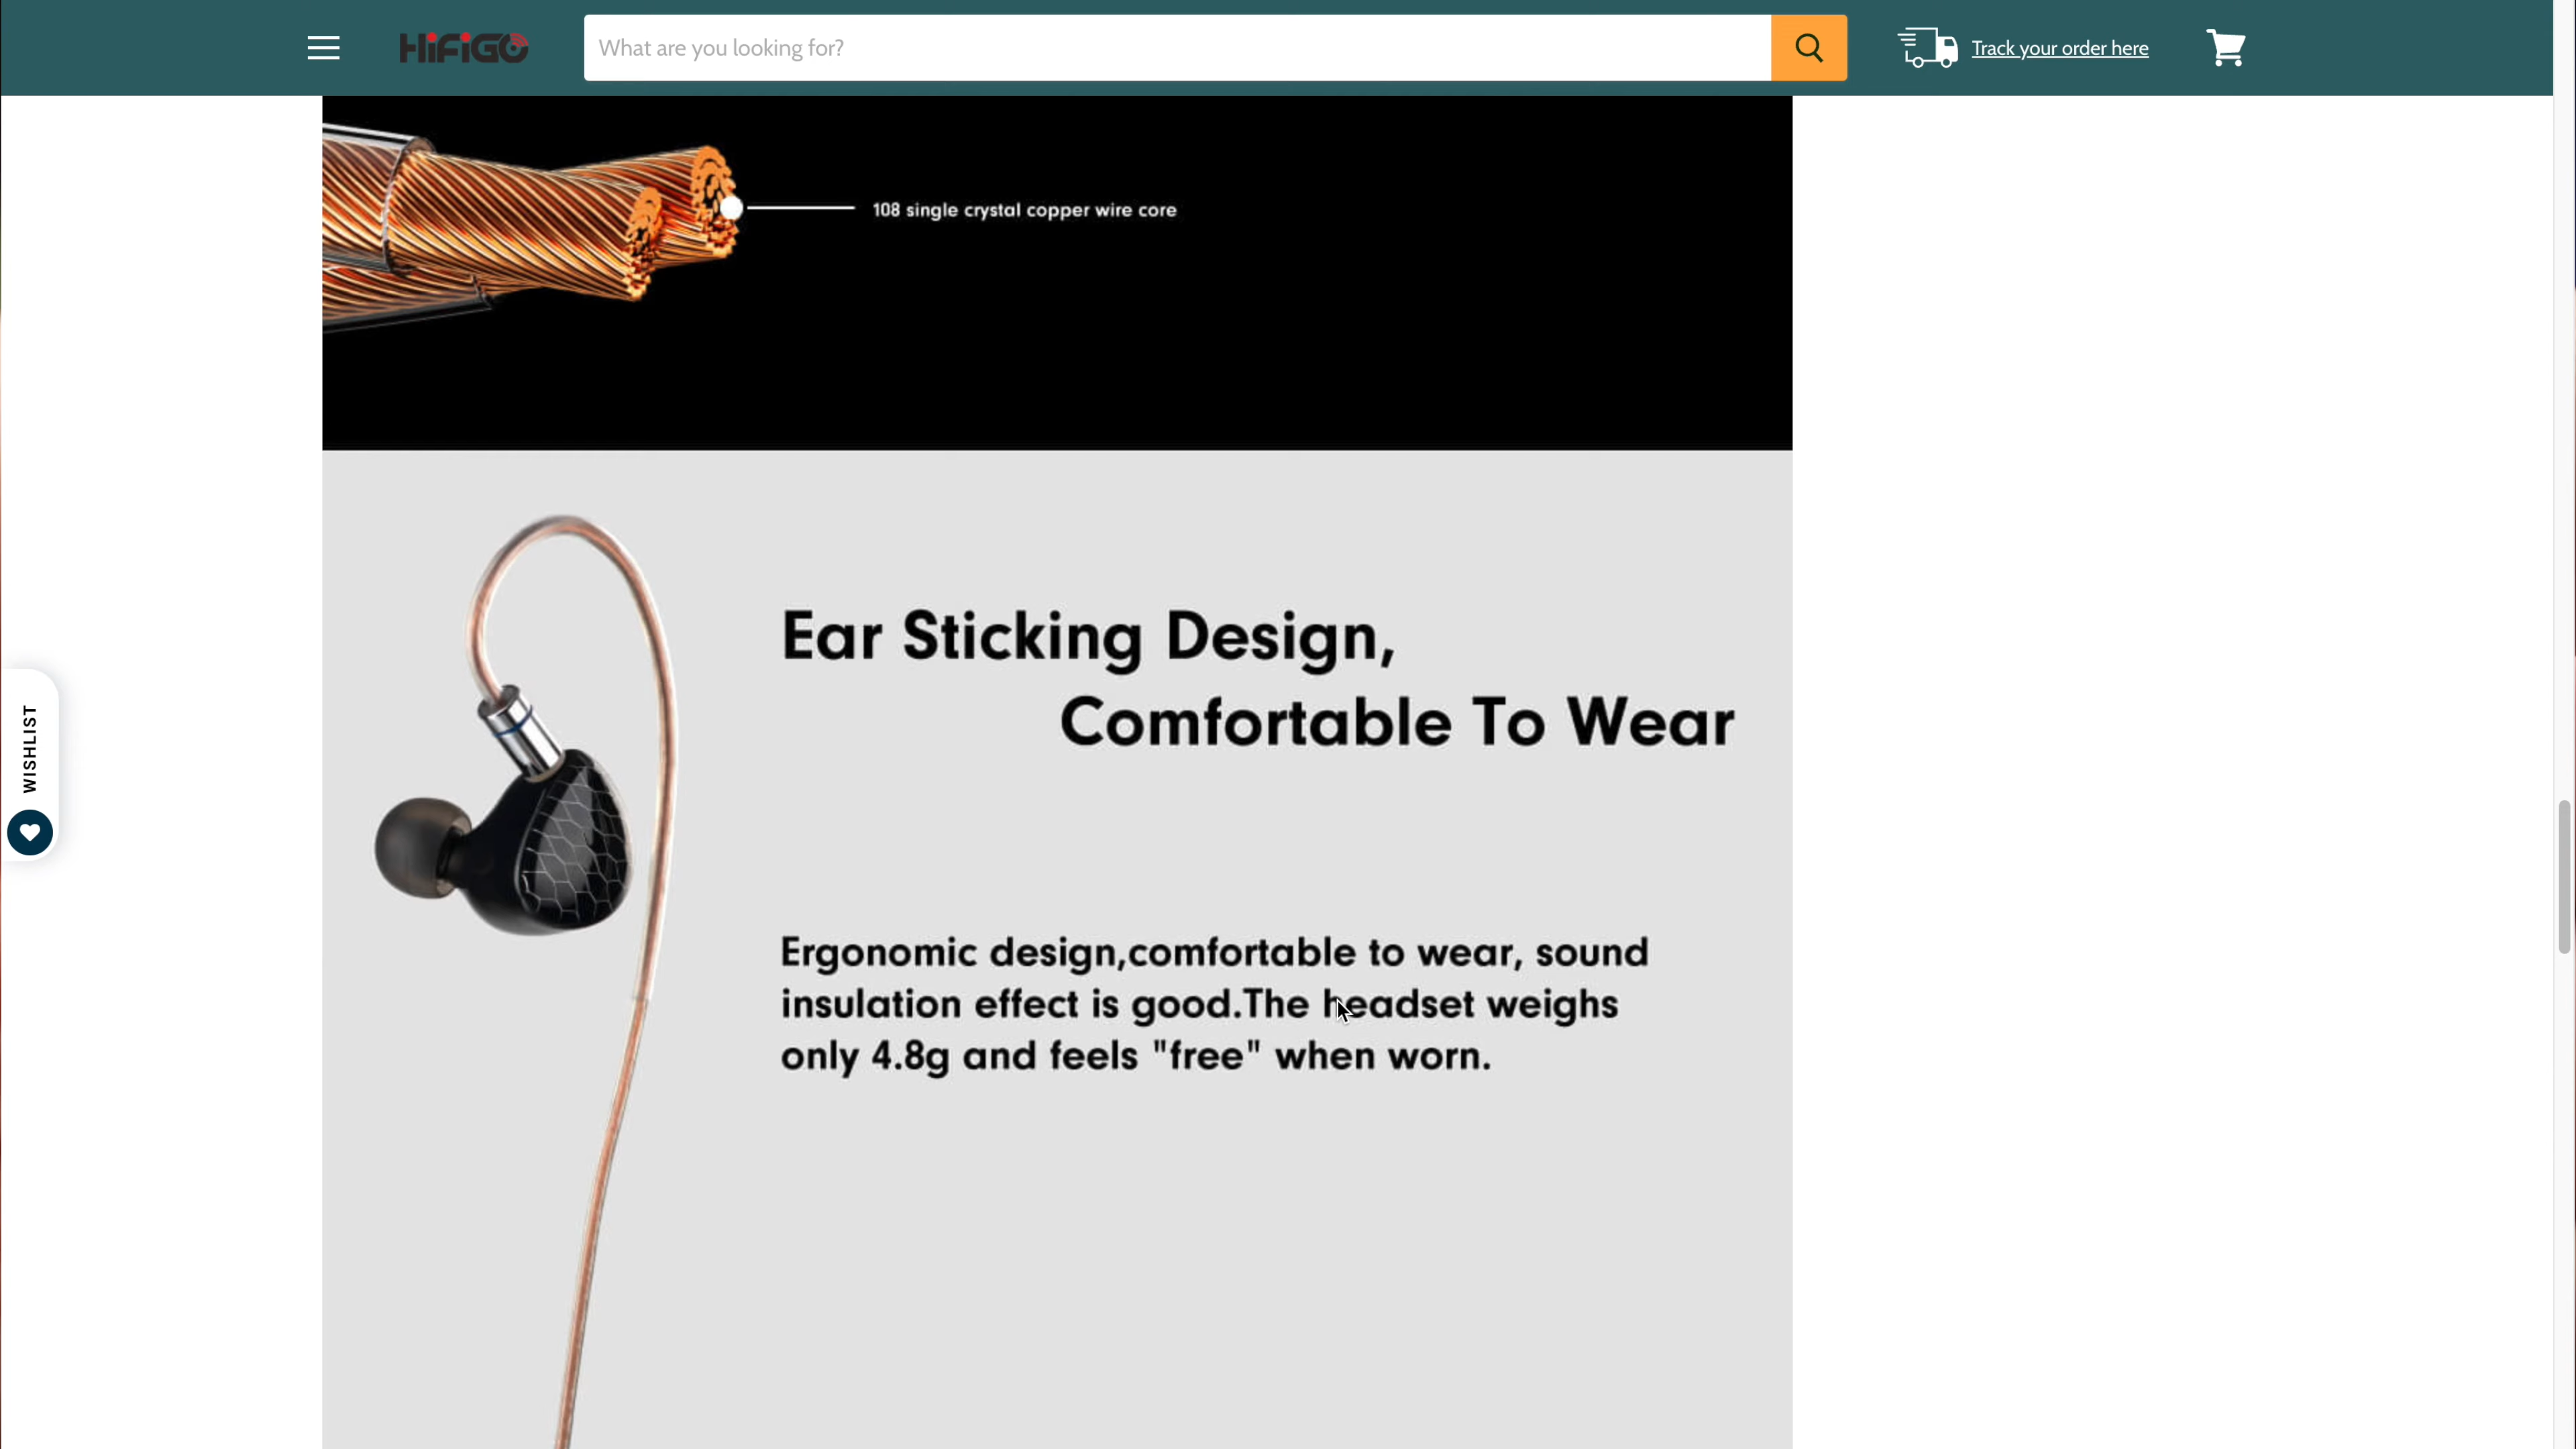 HiFiGO
What are you looking for?
Track your order here
108 single crystal copper wire core
Ear Sticking Design,
Comfortable To Wear
WISHLIST
Ergonomic design,comfortable to wear, sound
insulation effect is good.The headset weighs
only 4.8g and feels "free" when worn.